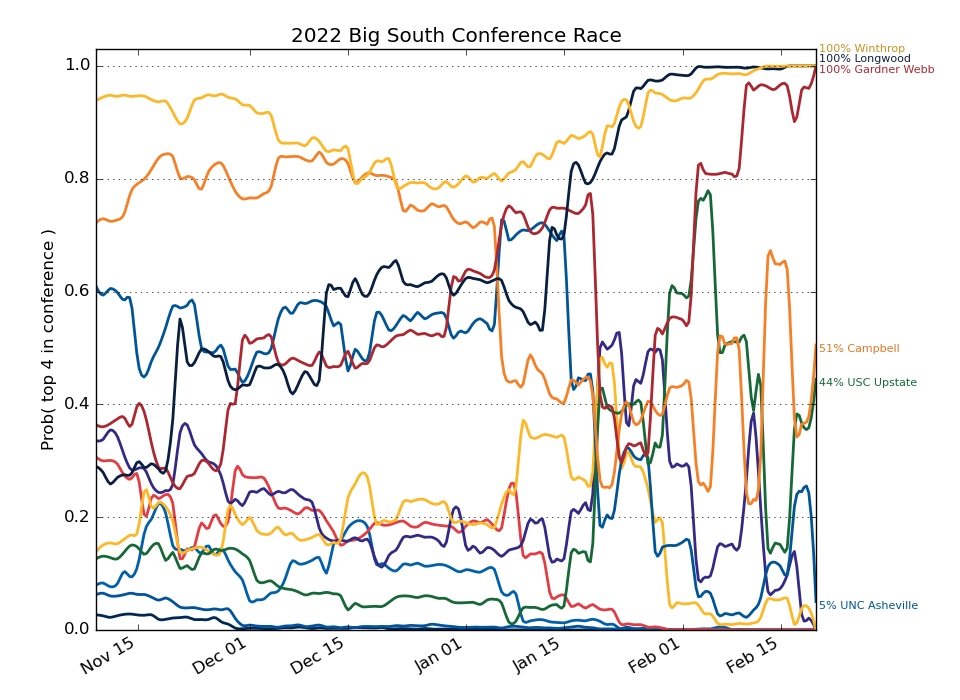 2022 Big South Conference Race
100% Winthrop
100% Longwood
100% Gardner Webb
51% Campbell
44% USC Upstate
5% UNC Asheville
Prob( top 4 in conference )
1.0
0.8
0.6
0.4
0.2
0.0
Nov 15
Dec 01
Dec 15
Jan 01
Jan 15
Feb 01
Feb 15